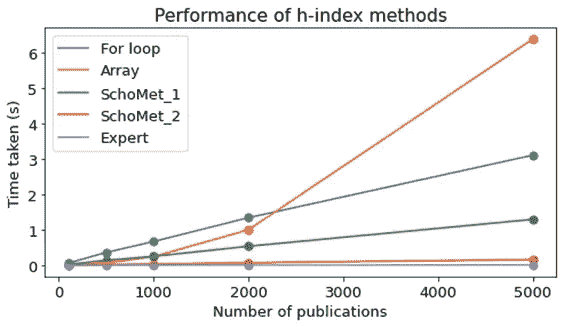 Performance of h-index methods
For loop
Array
SchoMet_1
SchoMet_2
Expert
Time taken (s)
6
5
4
3
2
1
0
0
1000
2000
3000
4000
5000
Number of publications